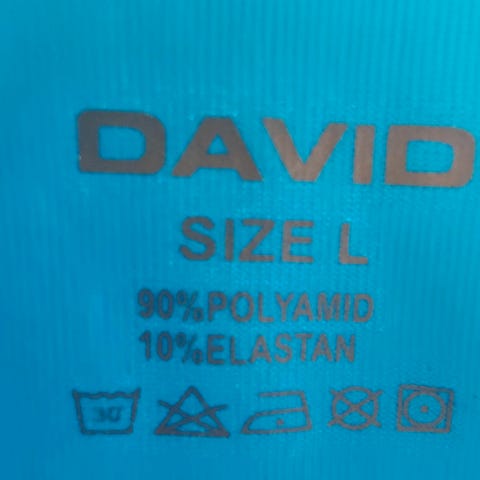 DAVID
SIZE L
90%POLYAMID
10%ELASTAN
30